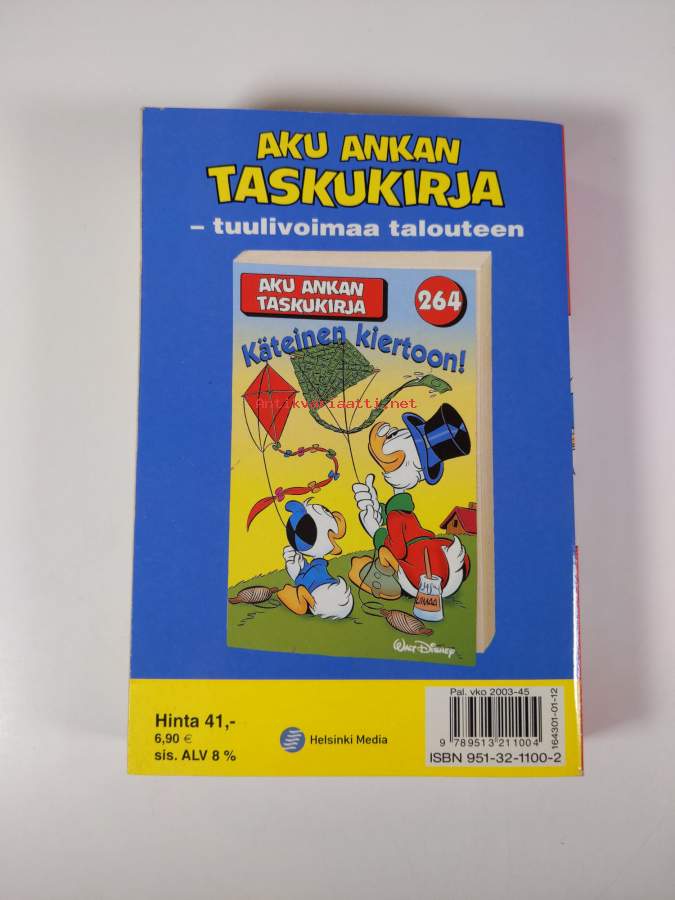 AKU ANKAN
TASKUKIRJA
– tuulivoimaa talouteen
AKU ANKAN
TASKUKIRJA
264
Käteinen kiertoon!
Antikvariaatti.net
LIIMAA
WALT DISNEY
Hinta 41,-
6,90 €
sis. ALV 8 %
Helsinki Media
Pal. vko 2003-45
9 789513 211004
ISBN 951-32-1100-2
164301-01-12